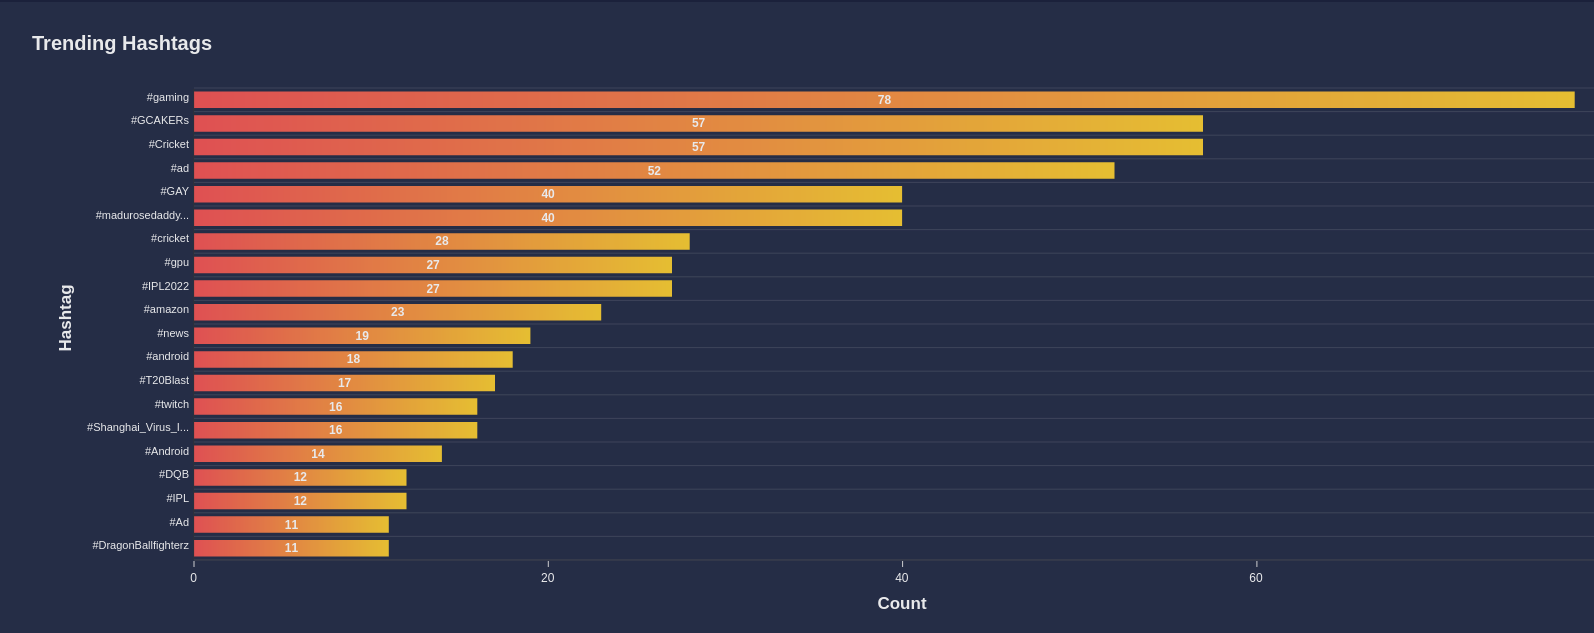 Trending Hashtags
#gaming 78
#GCAKERs 57
#Cricket 57
#ad 52
#GAY 40
#madurosedaddy... 40
#cricket 28
#gpu 27
#IPL2022 27
#amazon 23
#news 19
#android 18
#T20Blast 17
#twitch 16
#Shanghai_Virus_I... 16
#Android 14
#DQB 12
#IPL 12
#Ad 11
#DragonBallfighterz 11
Hashtag
0 20 40 60
Count